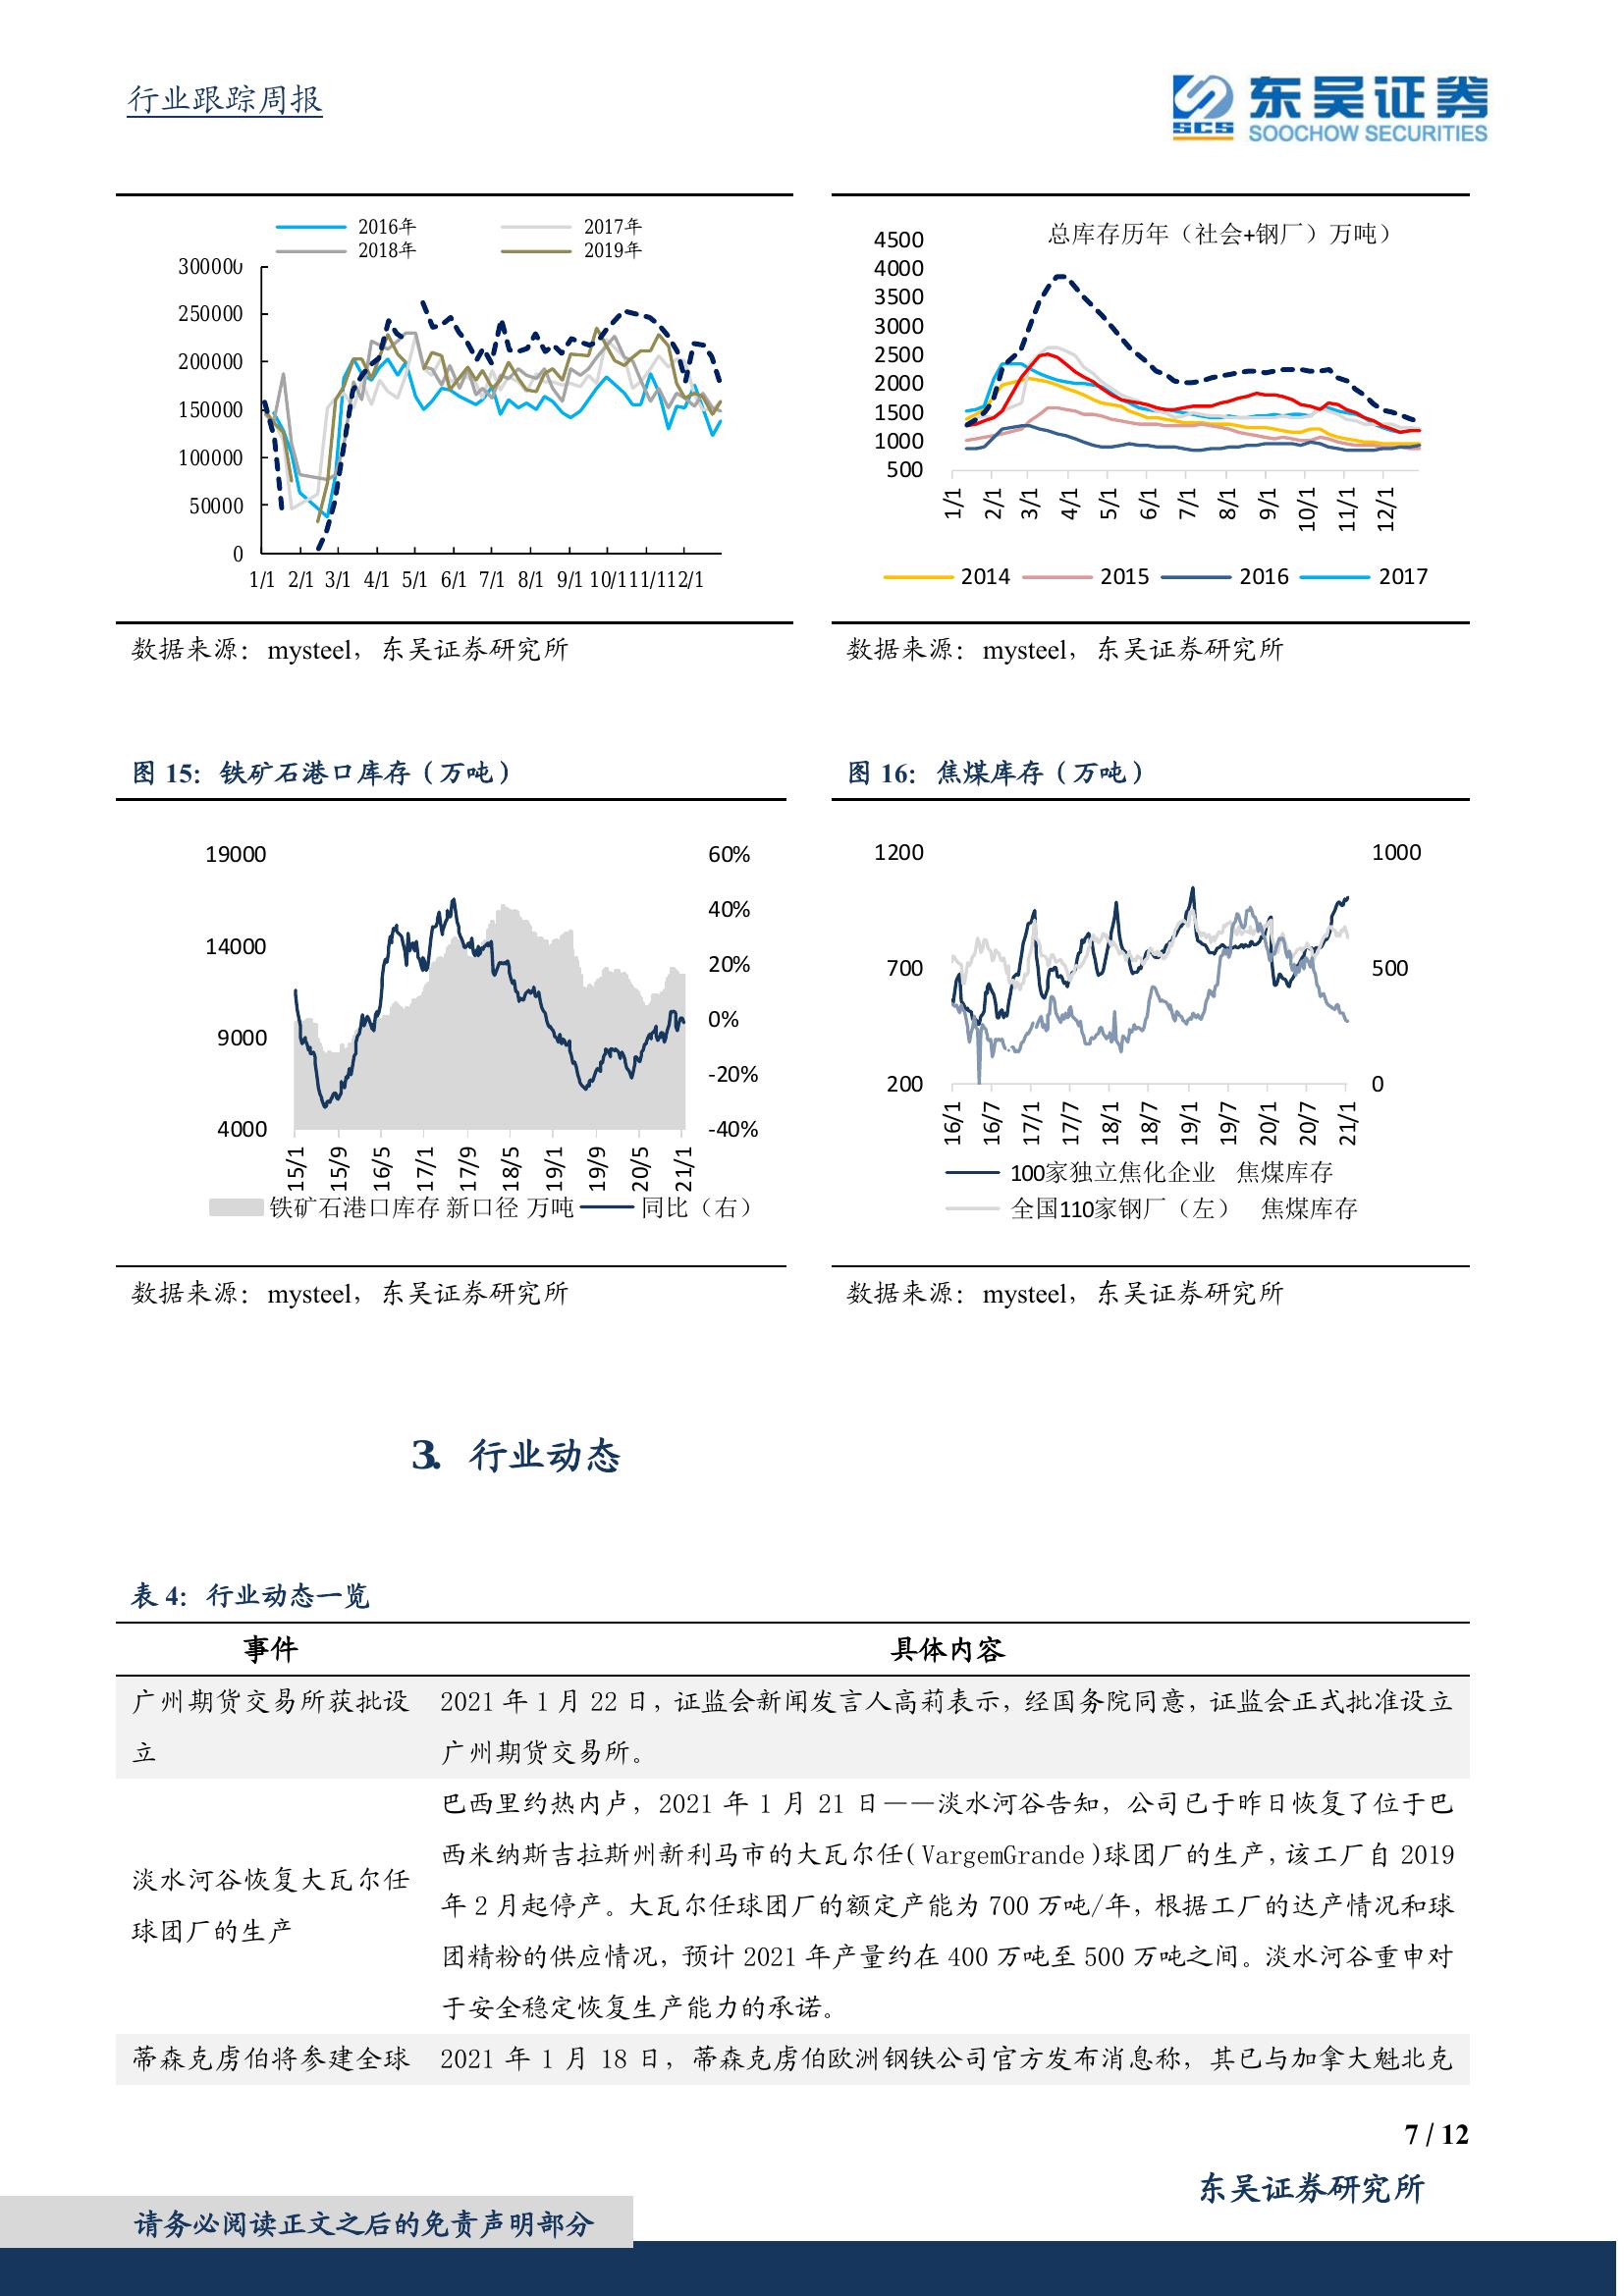 行业跟踪周报
东吴证券
SCS
SOOCHOW SECURITIES
2016年 2017年
2018年 2019年
300000
250000
200000
150000
100000
50000
0
1/1 2/1 3/1 4/1 5/1 6/1 7/1 8/1 9/1 10/1 11/1 12/1
总库存历年（社会+钢厂）万吨）
4500
4000
3500
3000
2500
2000
1500
1000
500
1/1 2/1 3/1 4/1 5/1 6/1 7/1 8/1 9/1 10/1 11/1 12/1
2014 2015 2016 2017
数据来源：mysteel，东吴证券研究所
数据来源：mysteel，东吴证券研究所
图 15：铁矿石港口库存（万吨）
19000
14000
9000
4000
60%
40%
20%
0%
-20%
-40%
15/1 15/9 16/5 17/1 17/9 18/5 19/1 19/9 20/5 21/1
铁矿石港口库存 新口径 万吨 同比（右）
图 16：焦煤库存（万吨）
1200
700
200
1000
500
0
16/1 16/7 17/1 17/7 18/1 18/7 19/1 19/7 20/1 20/7 21/1
100家独立焦化企业 焦煤库存
全国110家钢厂（左） 焦煤库存
数据来源：mysteel，东吴证券研究所
数据来源：mysteel，东吴证券研究所
3. 行业动态
表 4：行业动态一览
事件 具体内容
广州期货交易所获批设
立
2021 年 1 月 22 日，证监会新闻发言人高莉表示，经国务院同意，证监会正式批准设立
广州期货交易所。
淡水河谷恢复大瓦尔任
球团厂的生产
巴西里约热内卢，2021 年 1 月 21 日——淡水河谷告知，公司已于昨日恢复了位于巴
西米纳斯吉拉斯州新利马市的大瓦尔任(VargemGrande)球团厂的生产，该工厂自 2019
年 2 月起停产。大瓦尔任球团厂的额定产能为 700 万吨/年，根据工厂的达产情况和球
团精粉的供应情况，预计 2021 年产量约在 400 万吨至 500 万吨之间。淡水河谷重申对
于安全稳定恢复生产能力的承诺。
蒂森克虏伯将参建全球
2021 年 1 月 18 日，蒂森克虏伯欧洲钢铁公司官方发布消息称，其已与加拿大魁北克
7 / 12
东吴证券研究所
请务必阅读正文之后的免责声明部分